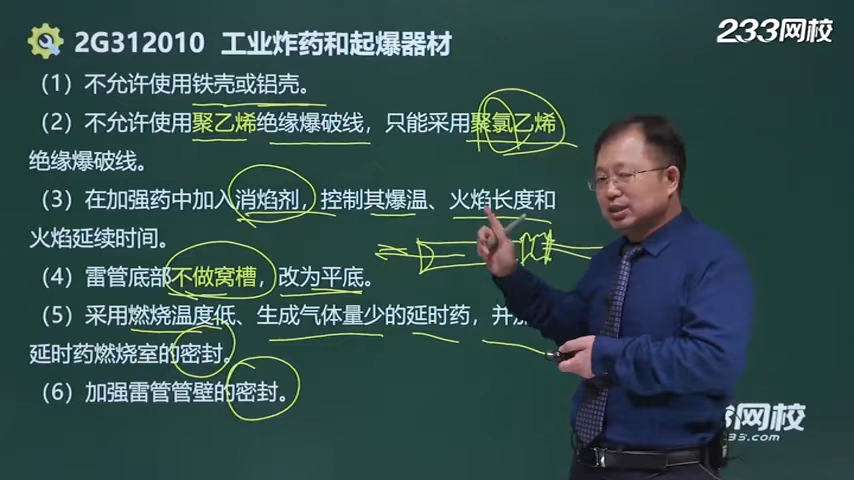 2G312010 工业炸药和起爆器材
233网校
（1）不允许使用铁壳或铝壳。
（2）不允许使用聚乙烯绝缘爆破线，只能采用聚氯乙烯
绝缘爆破线。
（3）在加强药中加入消焰剂，控制其爆温、火焰长度和
火焰延续时间。
（4）雷管底部不做窝槽，改为平底。
（5）采用燃烧温度低、生成气体量少的延时药，并加
延时药燃烧室的密封。
（6）加强雷管管壁的密封。
网校